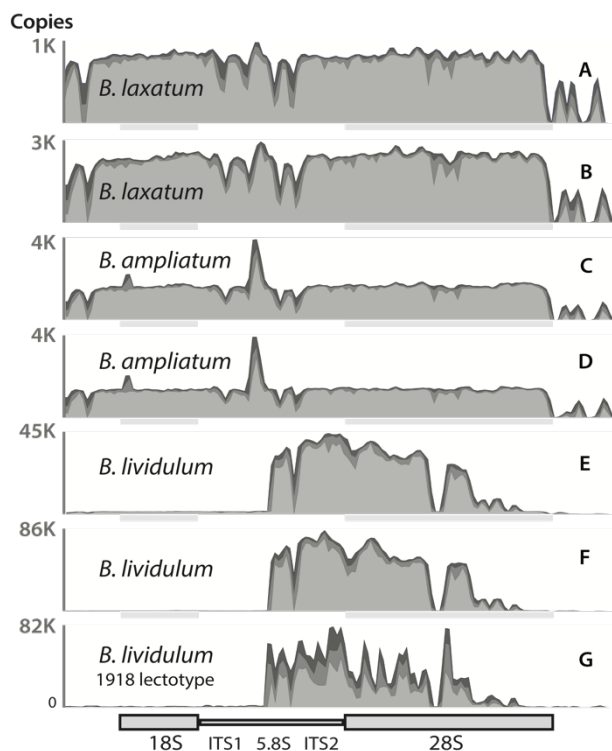 Copies
1K
A
B. laxatum
3K
B
B. laxatum
4K
B. ampliatum
C
4K
B. ampliatum
D
45K
B. lividulum
E
86K
B. lividulum
F
82K
B. lividulum
G
1918 lectotype
0
18S ITS1 5.8S ITS2 28S